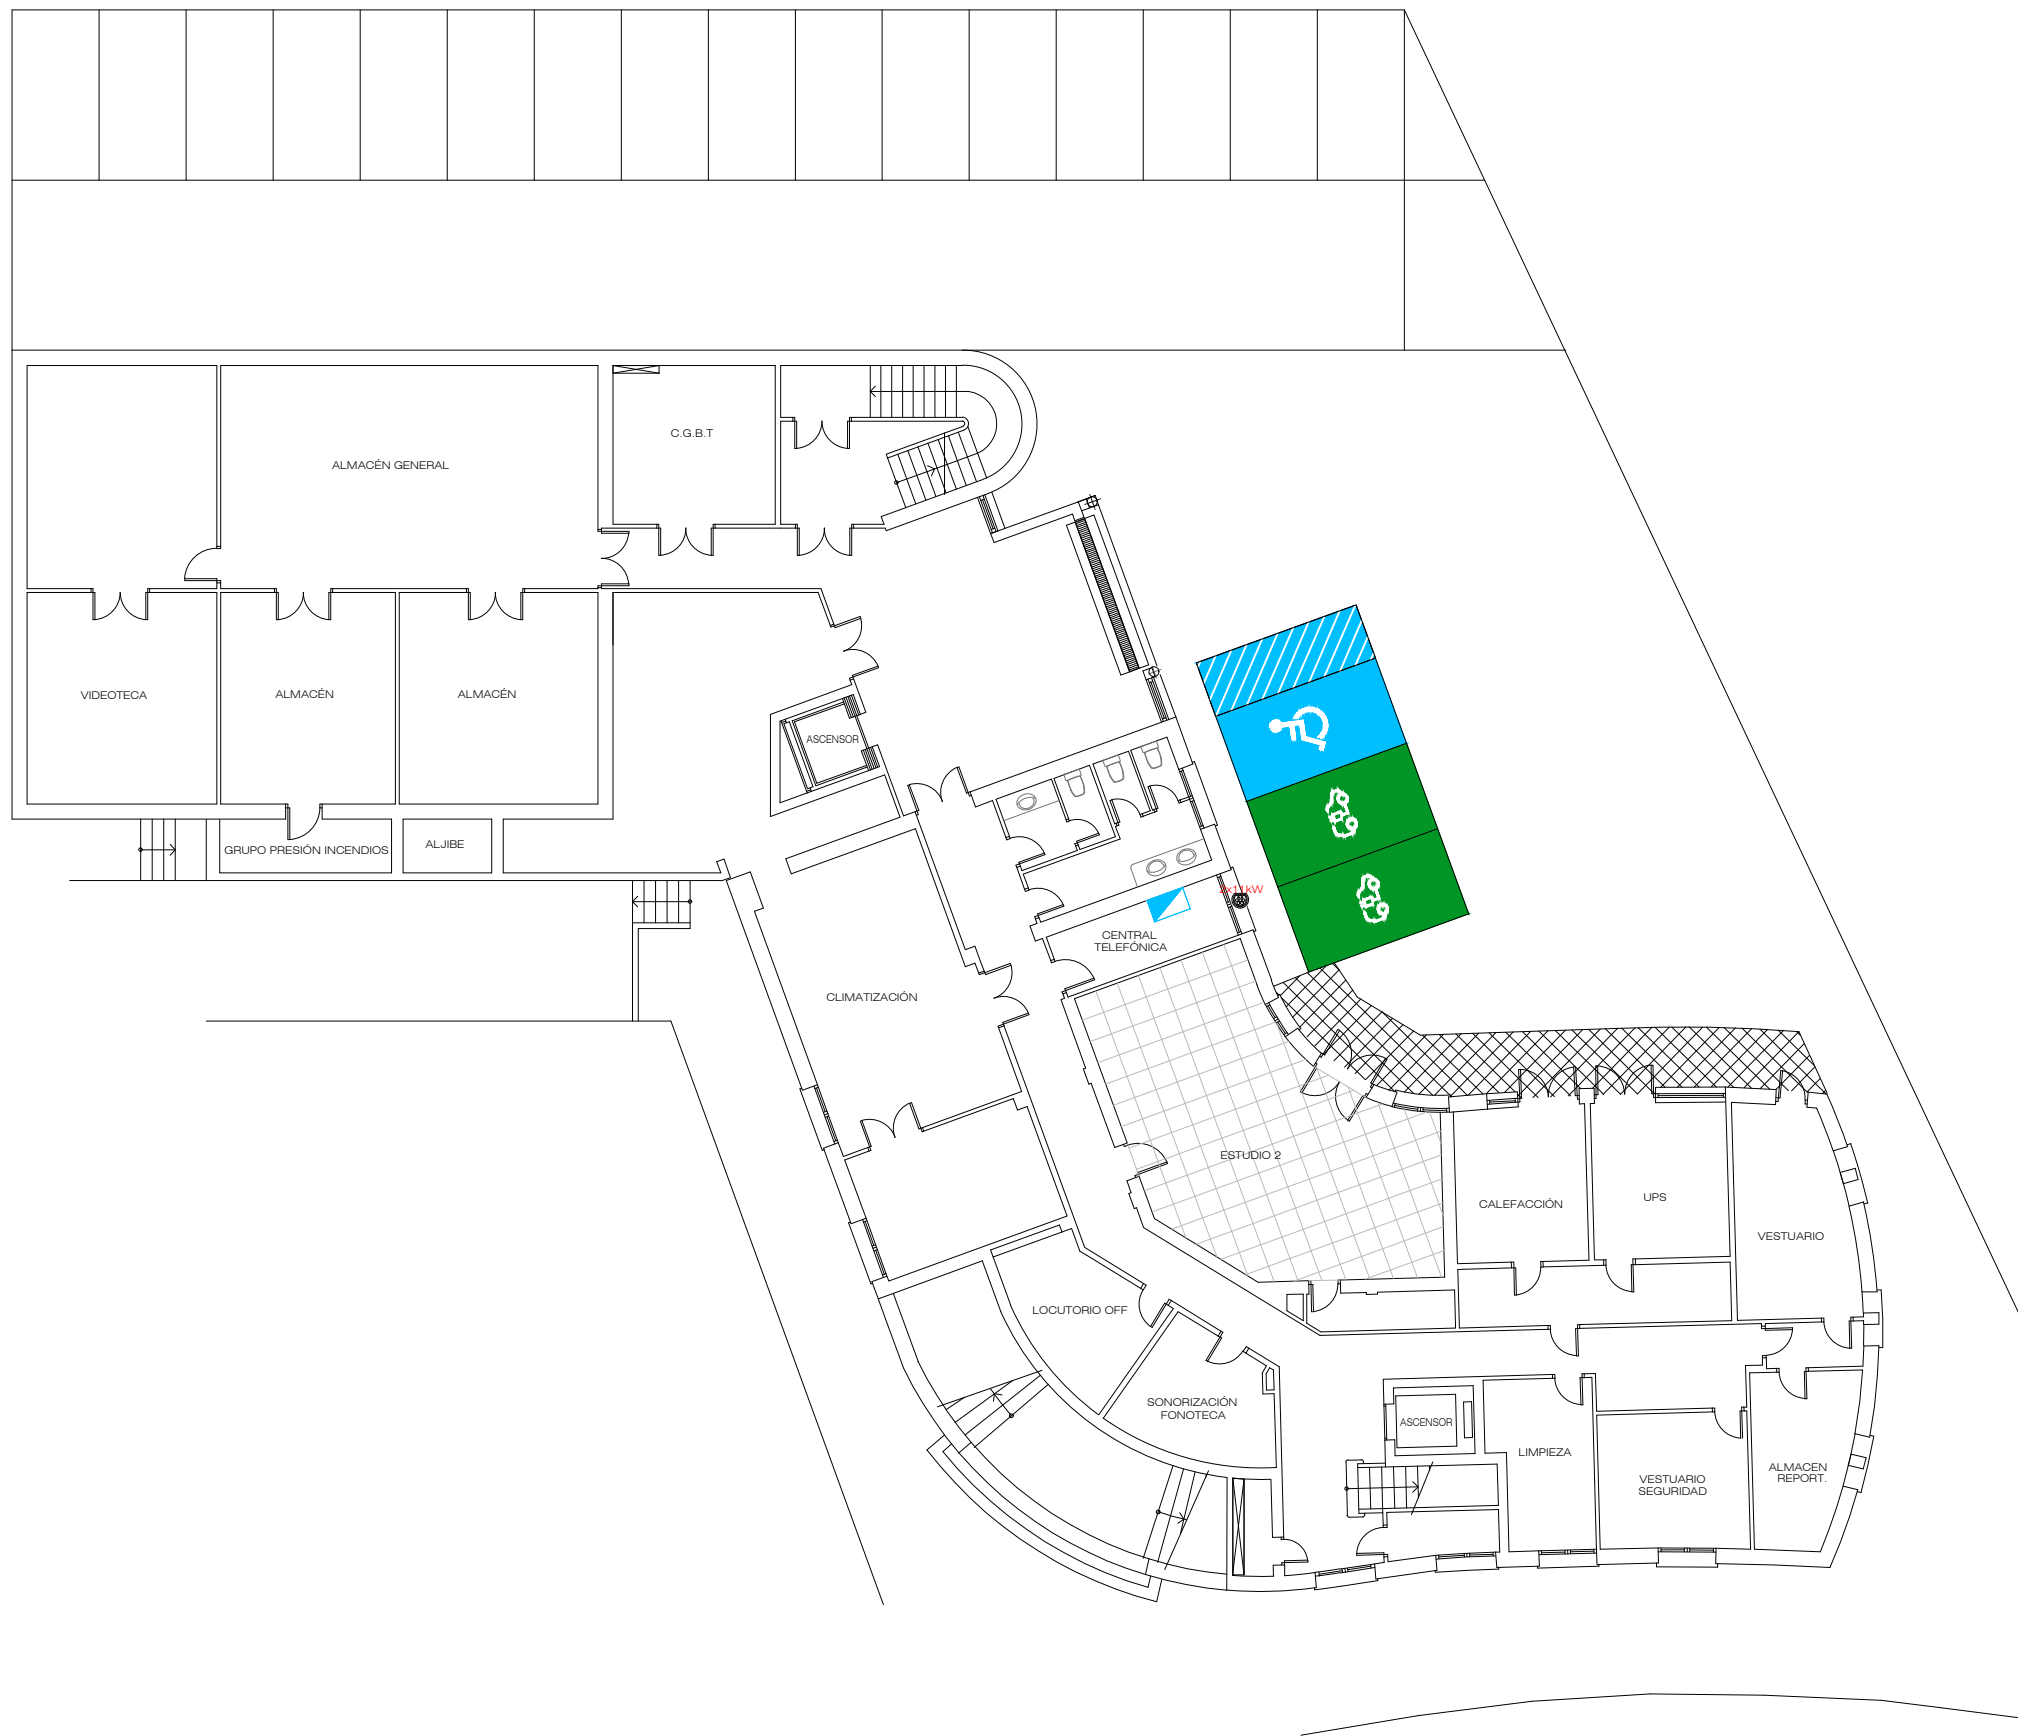 C.G.B.T
ALMACÉN GENERAL
VIDEOTECA
ALMACÉN
ALMACÉN
ASCENSOR
GRUPO PRESIÓN INCENDIOS
ALJIBE
2x11kW
CENTRAL
TELEFÓNICA
CLIMATIZACIÓN
ESTUDIO 2
CALEFACCIÓN
UPS
VESTUARIO
LOCUTORIO OFF
SONORIZACIÓN
FONOTECA
ASCENSOR
LIMPIEZA
VESTUARIO
SEGURIDAD
ALMACEN
REPORT.